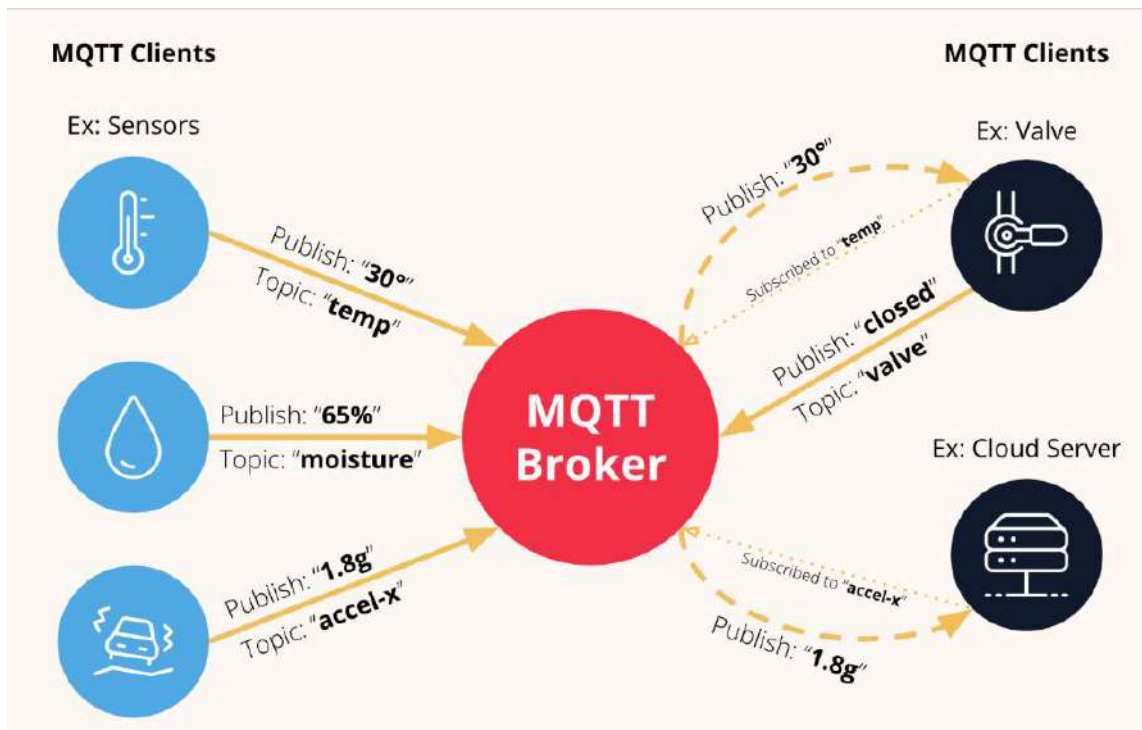 MQTT Clients
MQTT Clients
Ex: Sensors
Ex: Valve
Publish: “30°”
Topic: “temp”
Publish: “30°”
Subscribed to “temp”
Publish: “closed”
Topic: “valve”
Publish: “65%”
Topic: “moisture”
MQTT
Broker
Ex: Cloud Server
Publish: “1.8g”
Topic: “accel-x”
Subscribed to “accel-x”
Publish: “1.8g”